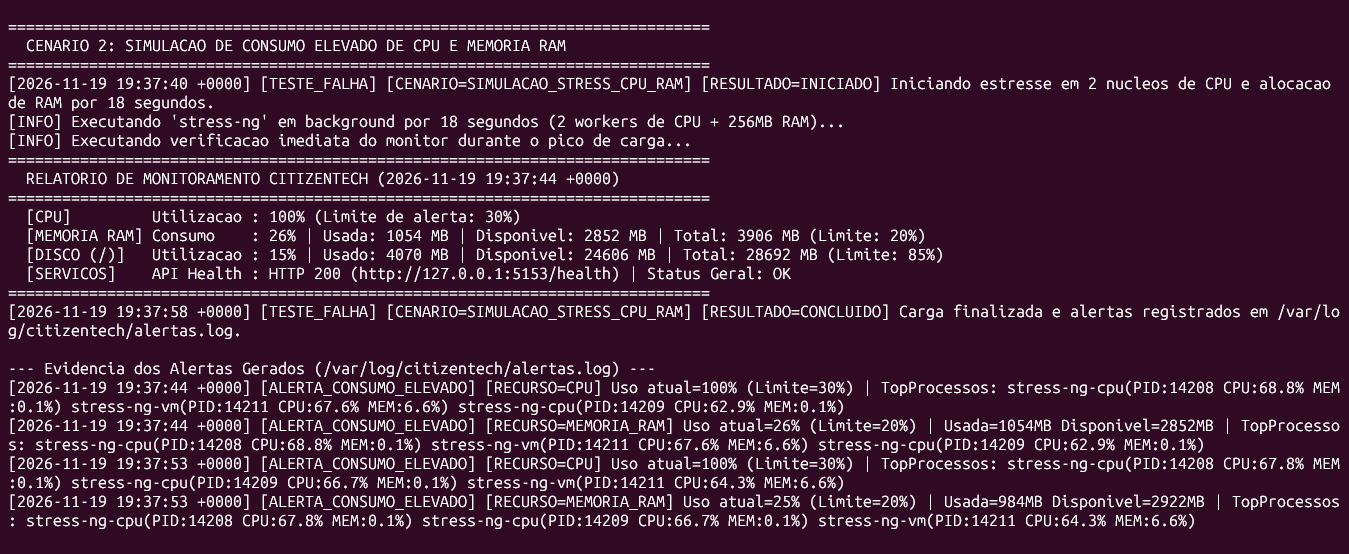 ================================================================================
  CENARIO 2: SIMULACAO DE CONSUMO ELEVADO DE CPU E MEMORIA RAM
================================================================================
[2026-11-19 19:37:40 +0000] [TESTE_FALHA] [CENARIO=SIMULACAO_STRESS_CPU_RAM] [RESULTADO=INICIADO] Iniciando estresse em 2 nucleos de CPU e alocacao
de RAM por 18 segundos.
[INFO] Executando 'stress-ng' em background por 18 segundos (2 workers de CPU + 256MB RAM)...
[INFO] Executando verificacao imediata do monitor durante o pico de carga...
================================================================================
  RELATORIO DE MONITORAMENTO CITIZENTECH (2026-11-19 19:37:44 +0000)
================================================================================
  [CPU]         Utilizacao : 100% (Limite de alerta: 30%)
  [MEMORIA RAM] Consumo    : 26% | Usada: 1054 MB | Disponivel: 2852 MB | Total: 3906 MB (Limite: 20%)
  [DISCO (/)]   Utilizacao : 15% | Usado: 4070 MB | Disponivel: 24606 MB | Total: 28692 MB (Limite: 85%)
  [SERVICOS]    API Health : HTTP 200 (http://127.0.0.1:5153/health) | Status Geral: OK
================================================================================
[2026-11-19 19:37:58 +0000] [TESTE_FALHA] [CENARIO=SIMULACAO_STRESS_CPU_RAM] [RESULTADO=CONCLUIDO] Carga finalizada e alertas registrados em /var/lo
g/citizentech/alertas.log.

--- Evidencia dos Alertas Gerados (/var/log/citizentech/alertas.log) ---
[2026-11-19 19:37:44 +0000] [ALERTA_CONSUMO_ELEVADO] [RECURSO=CPU] Uso atual=100% (Limite=30%) | TopProcessos: stress-ng-cpu(PID:14208 CPU:68.8% MEM
:0.1%) stress-ng-vm(PID:14211 CPU:67.6% MEM:6.6%) stress-ng-cpu(PID:14209 CPU:62.9% MEM:0.1%)
[2026-11-19 19:37:44 +0000] [ALERTA_CONSUMO_ELEVADO] [RECURSO=MEMORIA_RAM] Uso atual=26% (Limite=20%) | Usada=1054MB Disponivel=2852MB | TopProcesso
s: stress-ng-cpu(PID:14208 CPU:68.8% MEM:0.1%) stress-ng-vm(PID:14211 CPU:67.6% MEM:6.6%) stress-ng-cpu(PID:14209 CPU:62.9% MEM:0.1%)
[2026-11-19 19:37:53 +0000] [ALERTA_CONSUMO_ELEVADO] [RECURSO=CPU] Uso atual=100% (Limite=30%) | TopProcessos: stress-ng-cpu(PID:14208 CPU:67.8% MEM
:0.1%) stress-ng-cpu(PID:14209 CPU:66.7% MEM:0.1%) stress-ng-vm(PID:14211 CPU:64.3% MEM:6.6%)
[2026-11-19 19:37:53 +0000] [ALERTA_CONSUMO_ELEVADO] [RECURSO=MEMORIA_RAM] Uso atual=25% (Limite=20%) | Usada=984MB Disponivel=2922MB | TopProcessos
: stress-ng-cpu(PID:14208 CPU:67.8% MEM:0.1%) stress-ng-cpu(PID:14209 CPU:66.7% MEM:0.1%) stress-ng-vm(PID:14211 CPU:64.3% MEM:6.6%)